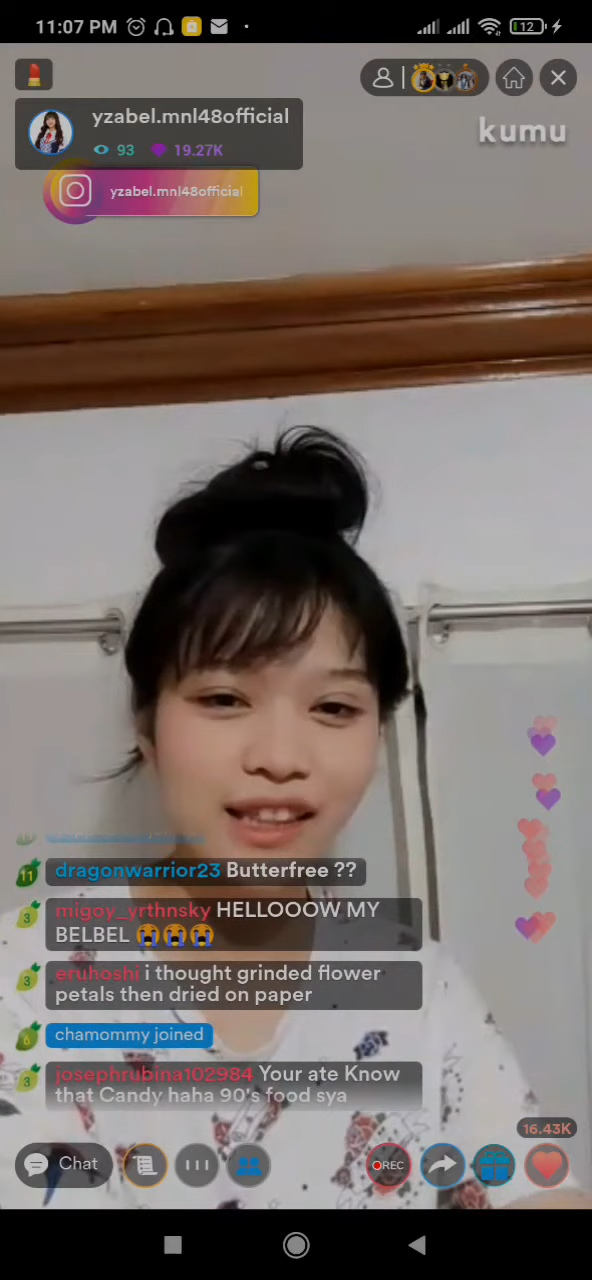 11:07 PM
12
yzabel.mnl48official
93 19.27K
kumu
yzabel.mnl48official
11 dragonwarrior23 Butterfree ??
3 migoy_yrthnsky HELLOOOW MY
BELBEL 😭😭😭
3 eruhoshi i thought grinded flower
petals then dried on paper
6 chamommy joined
3 josephrubina102984 Your ate Know
that Candy haha 90's food sya
16.43K
Chat
REC